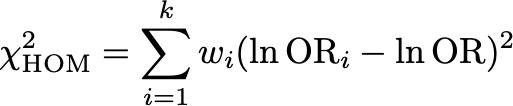 χ²_HOM = ∑_{i=1}^{k} w_i(ln OR_i − ln OR)²